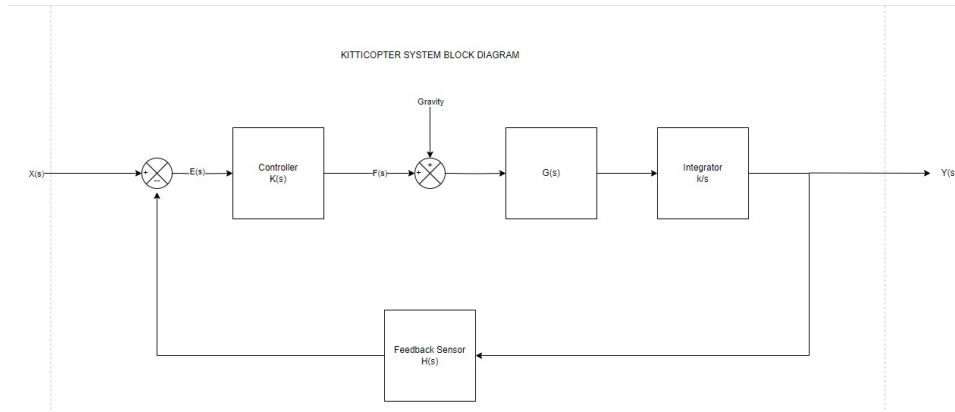 KITTICOPTER SYSTEM BLOCK DIAGRAM
Gravity
X(s)
+
–
E(s)
Controller
K(s)
F(s)
+
+
G(s)
Integrator
k/s
Y(s
Feedback Sensor
H(s)